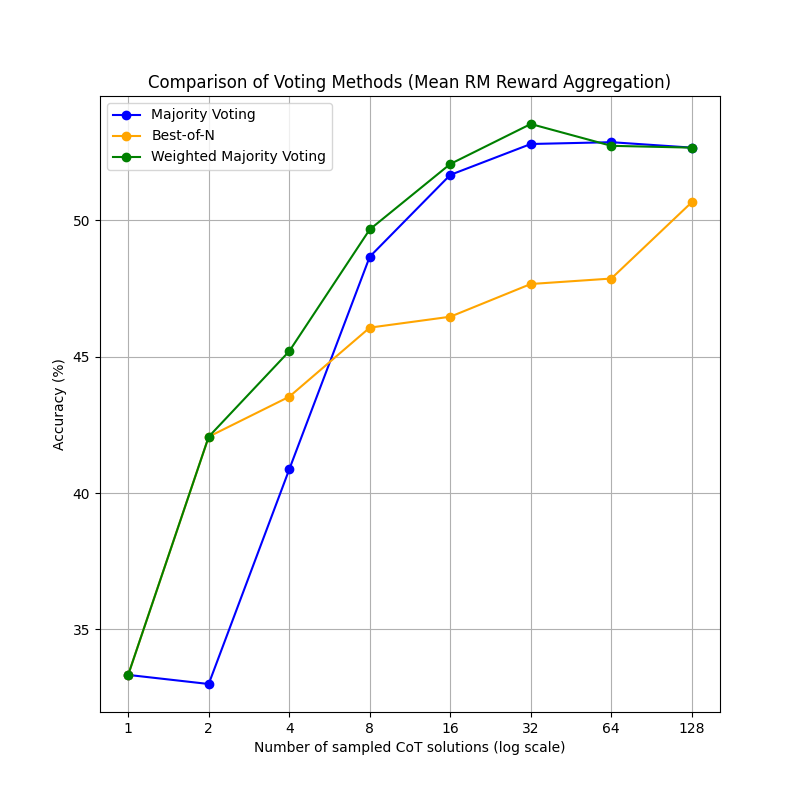 Comparison of Voting Methods (Mean RM Reward Aggregation)
Majority Voting
Best-of-N
Weighted Majority Voting
Accuracy (%)
50
45
40
35
1 2 4 8 16 32 64 128
Number of sampled CoT solutions (log scale)